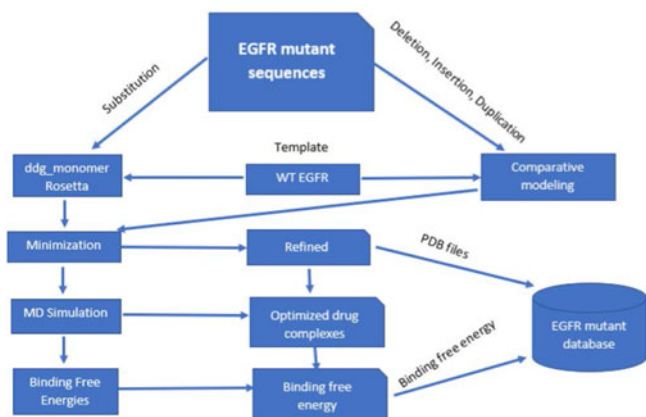 EGFR mutant
sequences
Substitution
Deletion, Insertion, Duplication
Template
ddg_monomer
Rosetta
WT EGFR
Comparative
modeling
Minimization
Refined
PDB files
MD Simulation
Optimized drug
complexes
EGFR mutant
database
Binding Free
Energies
Binding free
energy
Binding free energy